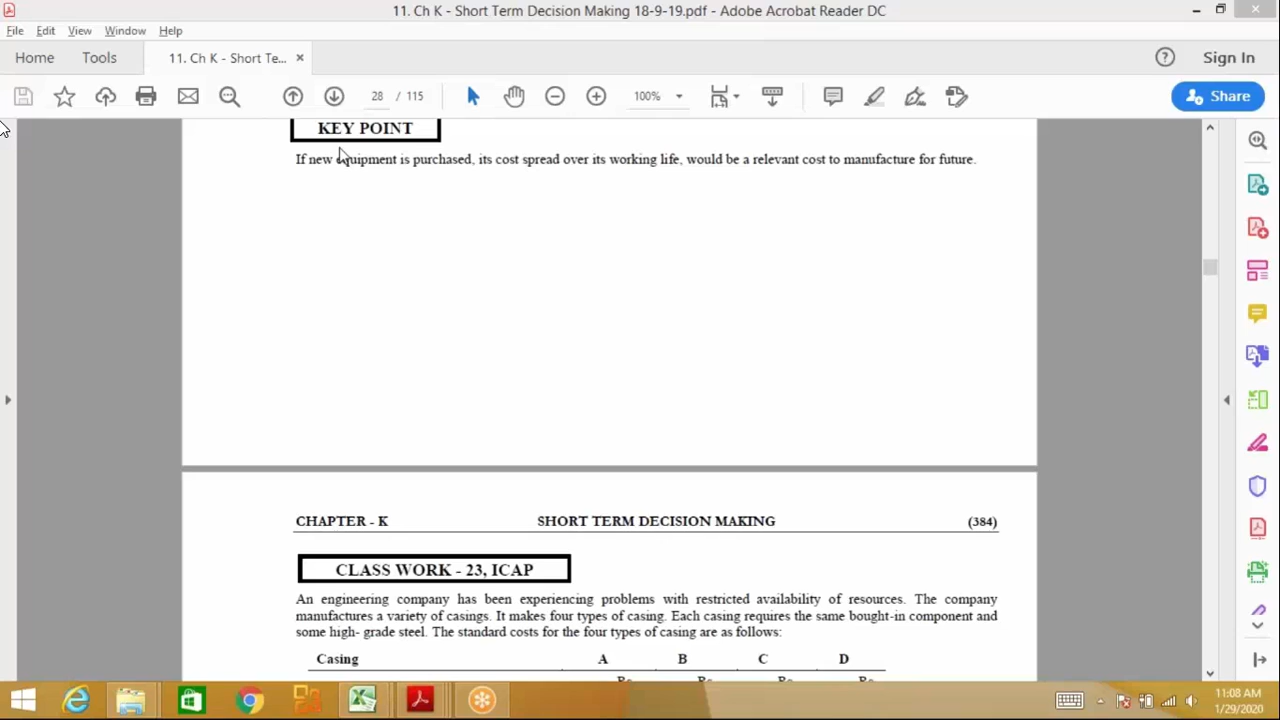 11. Ch K - Short Term Decision Making 18-9-19.pdf - Adobe Acrobat Reader DC
File Edit View Window Help
Home Tools 11. Ch K - Short Te... × Sign In
28 / 115 100% Share
KEY POINT
If new equipment is purchased, its cost spread over its working life, would be a relevant cost to manufacture for future.
CHAPTER - K SHORT TERM DECISION MAKING (384)
CLASS WORK - 23, ICAP
An engineering company has been experiencing problems with restricted availability of resources. The company
manufactures a variety of casings. It makes four types of casing. Each casing requires the same bought-in component and
some high- grade steel. The standard costs for the four types of casing are as follows:
Casing A B C D
11:08 AM
1/29/2020